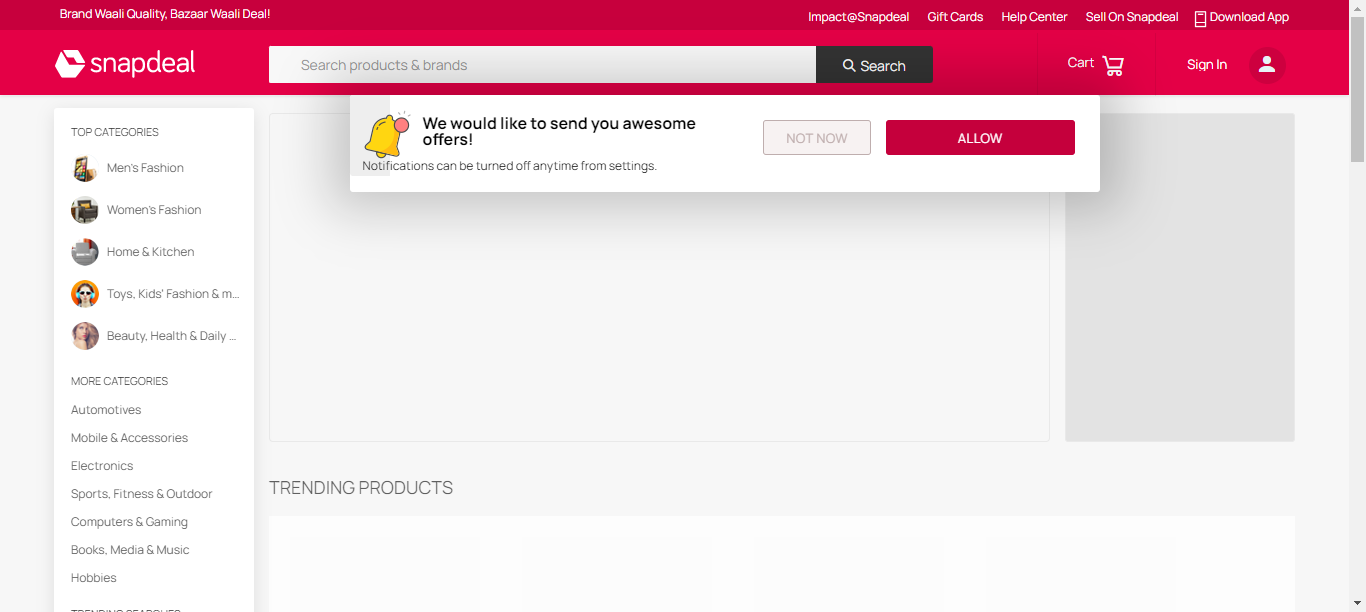 Brand Waali Quality, Bazaar Waali Deal!
Impact@Snapdeal
Gift Cards
Help Center
Sell On Snapdeal
Download App
snapdeal
Search products & brands
Search
Cart
Sign In
We would like to send you awesome
offers!
Notifications can be turned off anytime from settings.
NOT NOW
ALLOW
TOP CATEGORIES
Men's Fashion
Women's Fashion
Home & Kitchen
Toys, Kids' Fashion & m...
Beauty, Health & Daily ...
MORE CATEGORIES
Automotives
Mobile & Accessories
Electronics
Sports, Fitness & Outdoor
Computers & Gaming
Books, Media & Music
Hobbies
TRENDING SEARCHES
TRENDING PRODUCTS